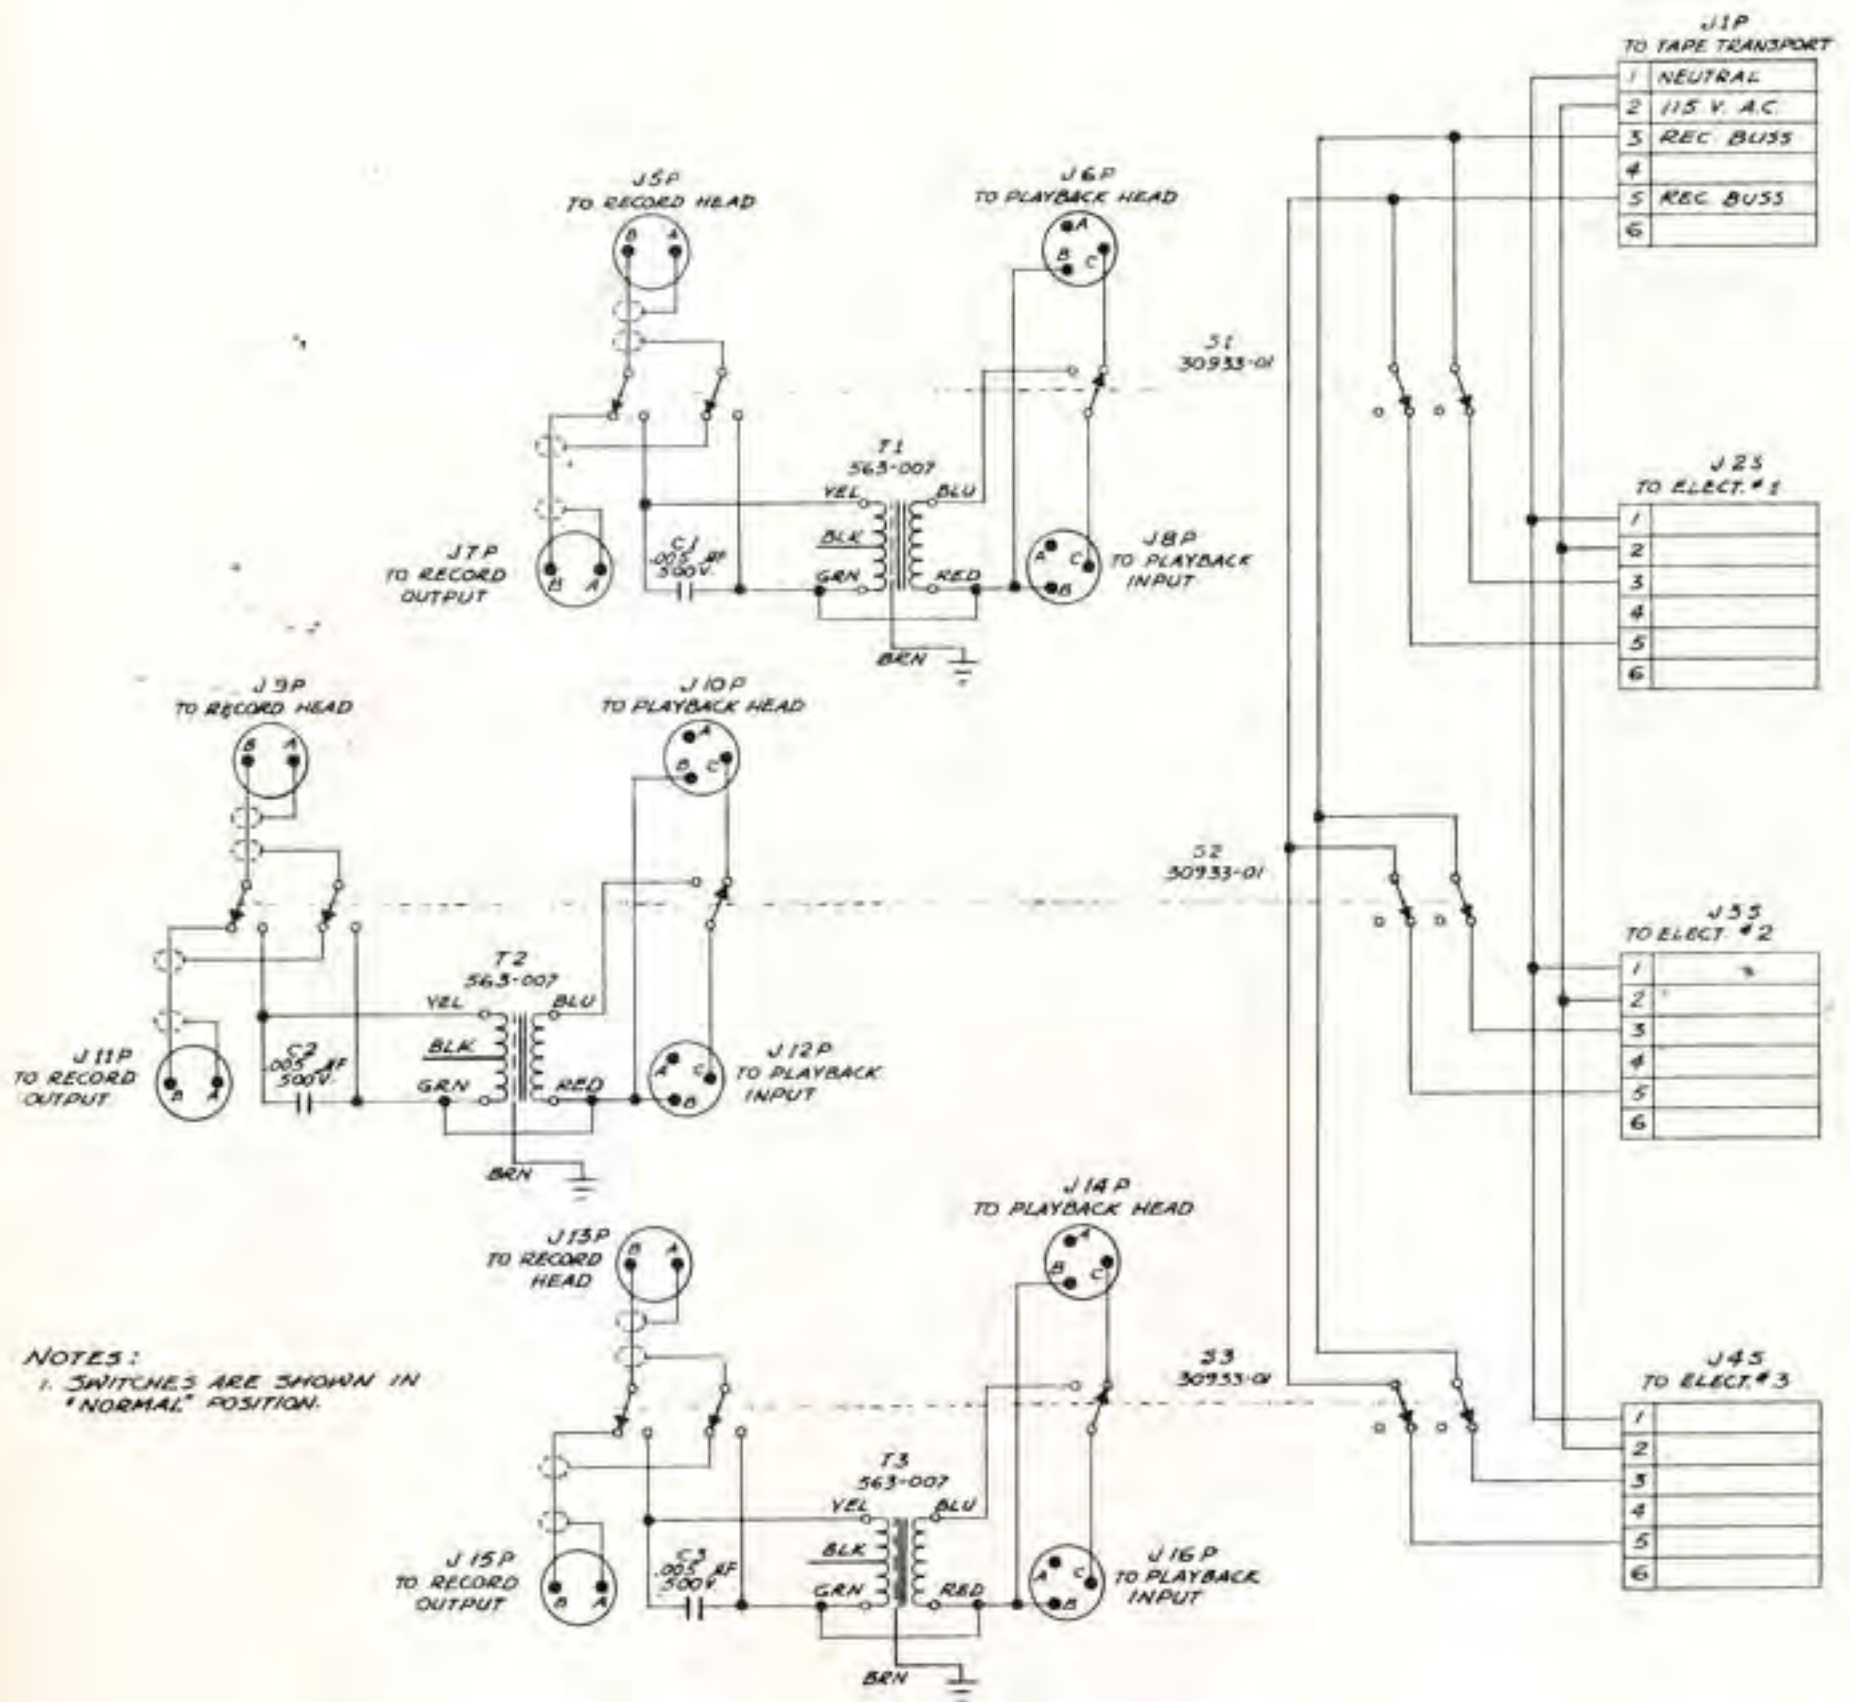 J1P
TO TAPE TRANSPORT
1 NEUTRAL
2 115 V. A.C.
3 REC. BUSS
4
5 REC BUSS
6
J5P
TO RECORD HEAD
B A
J6P
TO PLAYBACK HEAD
A
B C
S1
30933-01
T1
563-007
YEL BLU
BLK
GRN RED
BRN
C1
.005 µF
500V.
J7P
TO RECORD
OUTPUT
B A
J8P
TO PLAYBACK
INPUT
A C
B
J2S
TO ELECT. #1
1
2
3
4
5
6
J9P
TO RECORD HEAD
B A
J10P
TO PLAYBACK HEAD
A
B C
S2
30933-01
T2
563-007
YEL BLU
BLK
GRN RED
BRN
C2
.005 µF
500V.
J11P
TO RECORD
OUTPUT
B A
J12P
TO PLAYBACK
INPUT
A C
B
J3S
TO ELECT. #2
1
2
3
4
5
6
J13P
TO RECORD
HEAD
B A
J14P
TO PLAYBACK HEAD
A
B C
S3
30933-01
T3
563-007
YEL BLU
BLK
GRN RED
BRN
C3
.005 µF
500V.
J15P
TO RECORD
OUTPUT
B A
J16P
TO PLAYBACK
INPUT
A C
B
J4S
TO ELECT. #3
1
2
3
4
5
6
NOTES:
1. SWITCHES ARE SHOWN IN
"NORMAL" POSITION.